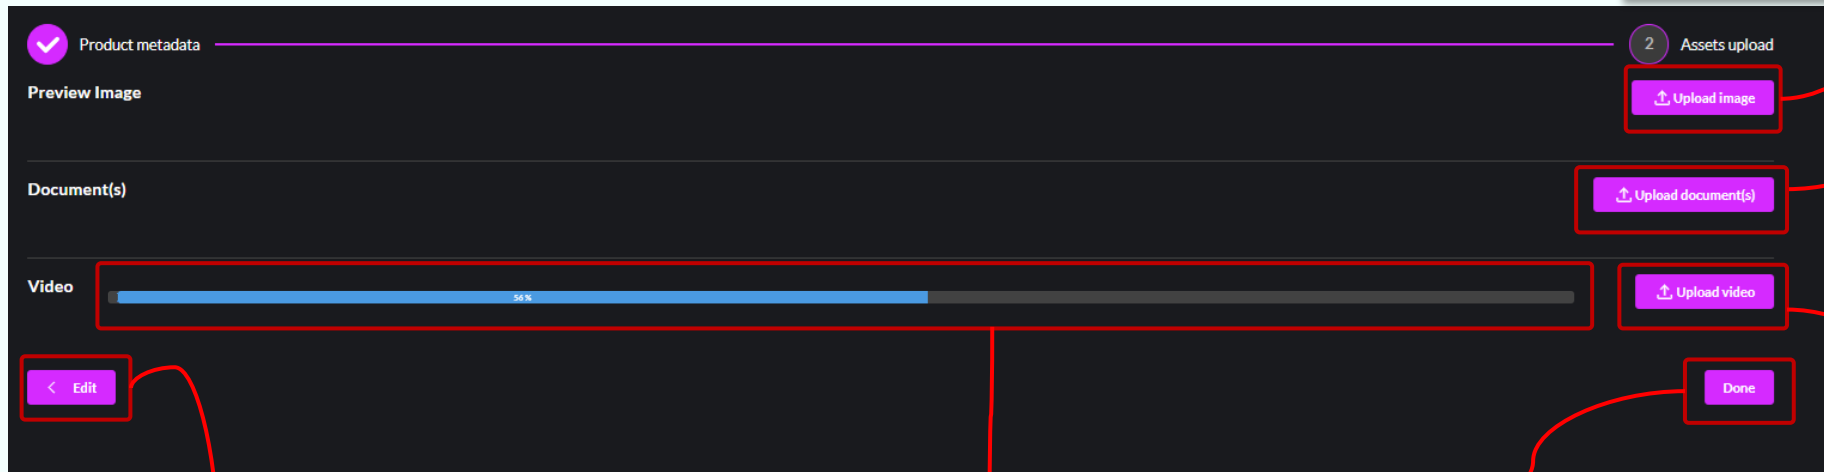 Product metadata
2 Assets upload
Preview Image
Upload image
Document(s)
Upload document(s)
Video
56%
Upload video
Edit
Done